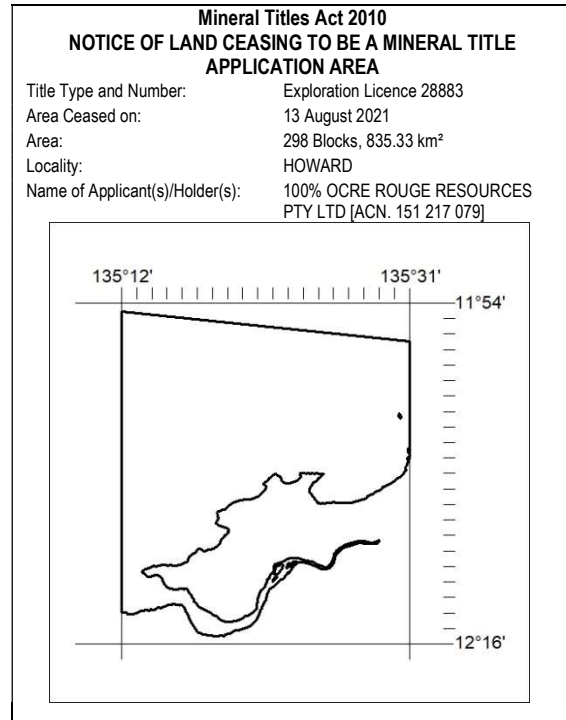 Mineral Titles Act 2010
NOTICE OF LAND CEASING TO BE A MINERAL TITLE
APPLICATION AREA
Title Type and Number: Exploration Licence 28883
Area Ceased on: 13 August 2021
Area: 298 Blocks, 835.33 km²
Locality: HOWARD
Name of Applicant(s)/Holder(s): 100% OCRE ROUGE RESOURCES
PTY LTD [ACN. 151 217 079]
135°12' 135°31'
11°54'
12°16'